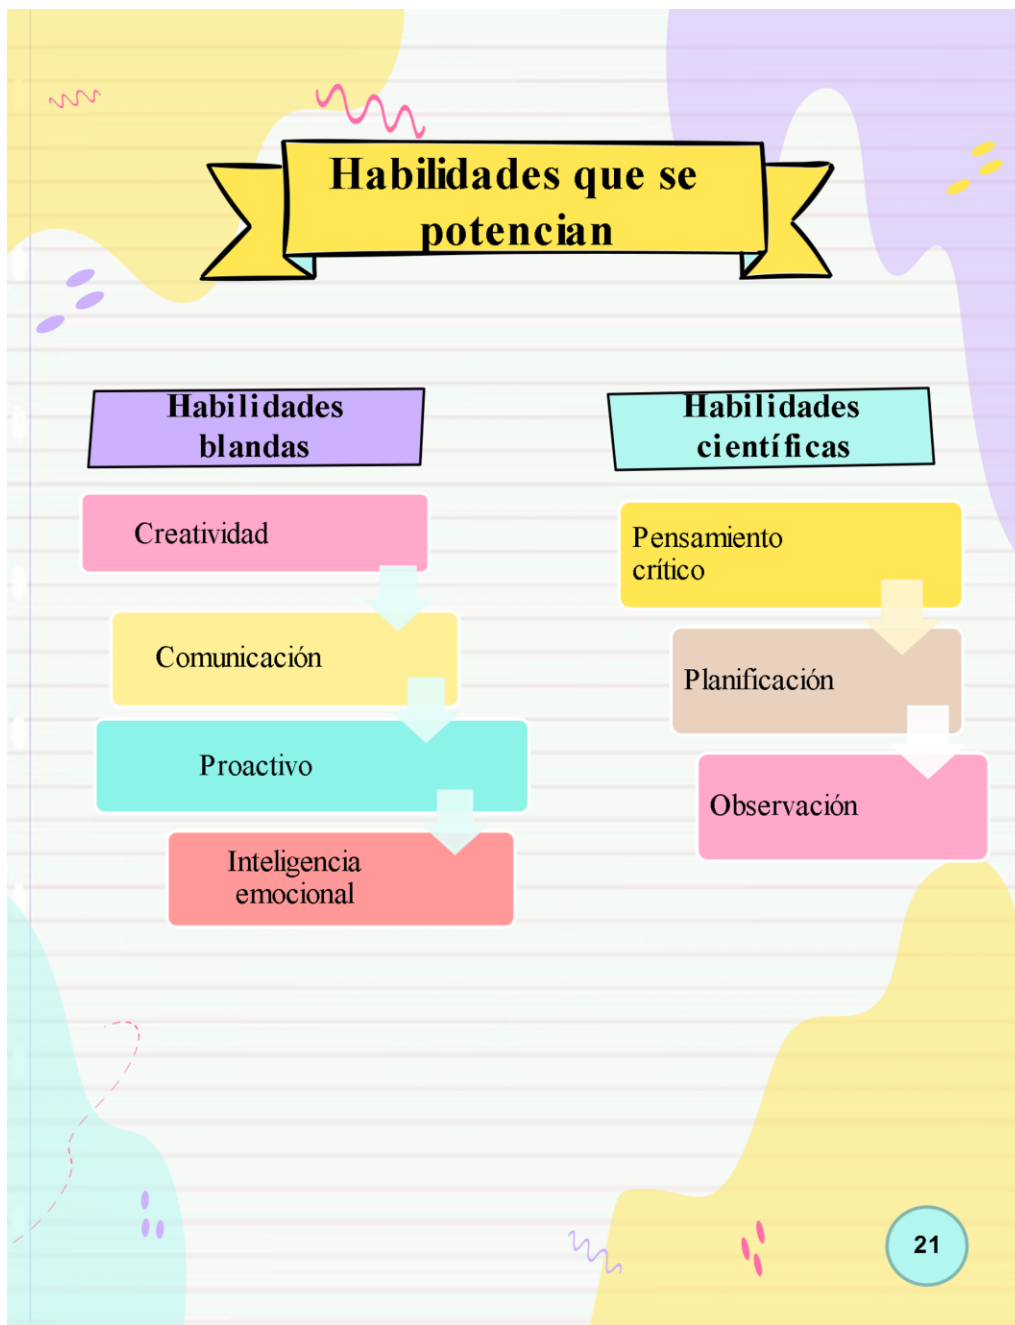 Habilidades que se
potencian
Habilidades
blandas
Creatividad
Comunicación
Proactivo
Inteligencia
emocional
Habilidades
científicas
Pensamiento
crítico
Planificación
Observación
21